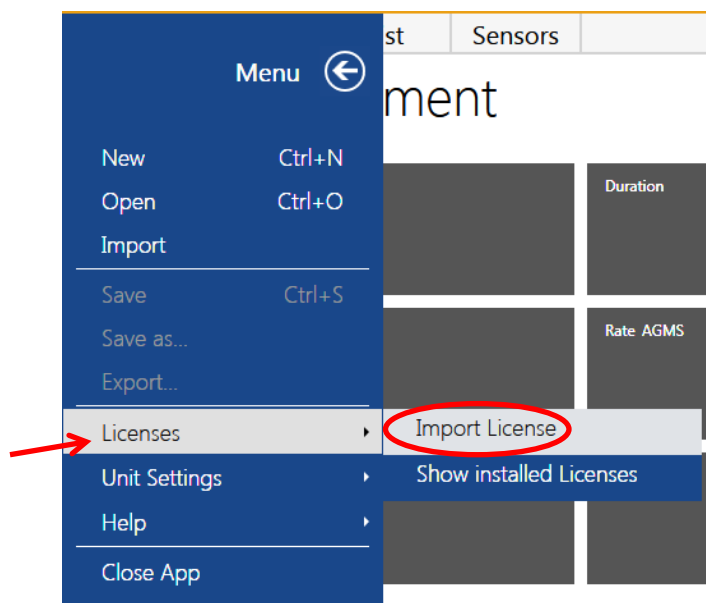 st Sensors
Menu
ment
New Ctrl+N
Open Ctrl+O
Import
Duration
Save Ctrl+S
Save as...
Rate AGMS
Export...
Licenses Import License
Unit Settings Show installed Licenses
Help
Close App